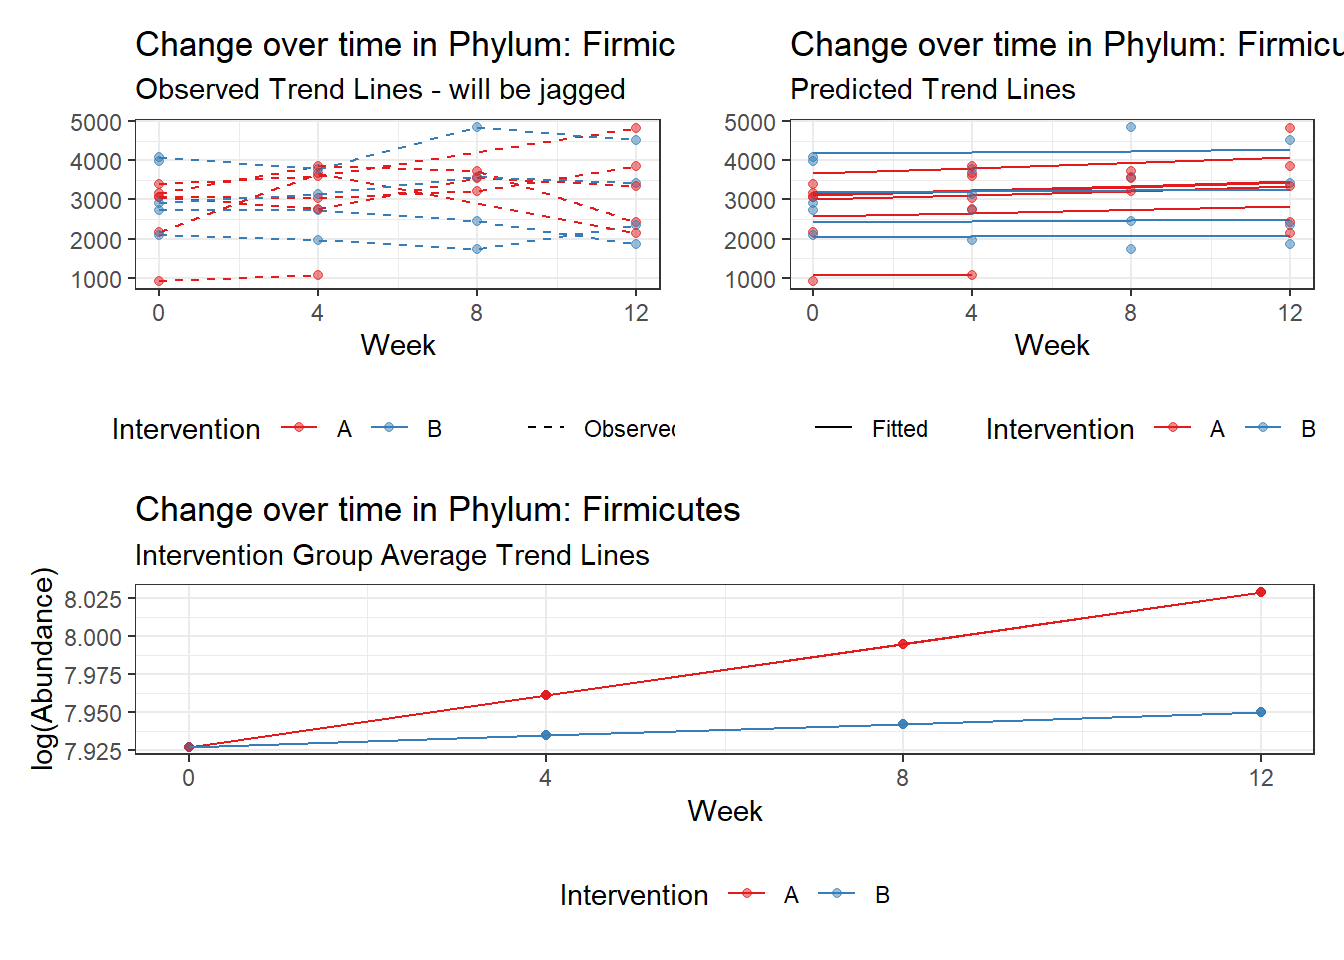 Change over time in Phylum: Firmic
Observed Trend Lines - will be jagged
5000
4000
3000
2000
1000
0 4 8 12
Week
Intervention A B Observed
Change over time in Phylum: Firmicu
Predicted Trend Lines
5000
4000
3000
2000
1000
0 4 8 12
Week
Fitted Intervention A B
Change over time in Phylum: Firmicutes
Intervention Group Average Trend Lines
log(Abundance)
8.025
8.000
7.975
7.950
7.925
0 4 8 12
Week
Intervention A B